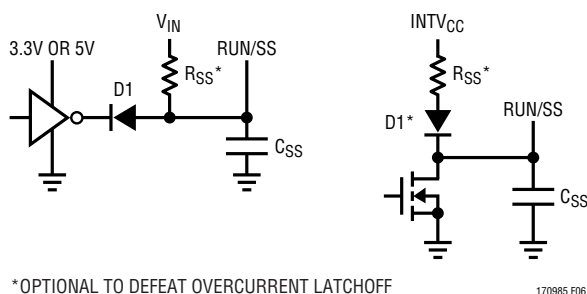 V_IN
INTV_CC
3.3V OR 5V
D1
R_SS*
RUN/SS
R_SS*
RUN/SS
D1*
C_SS
C_SS
*OPTIONAL TO DEFEAT OVERCURRENT LATCHOFF
170985 F06